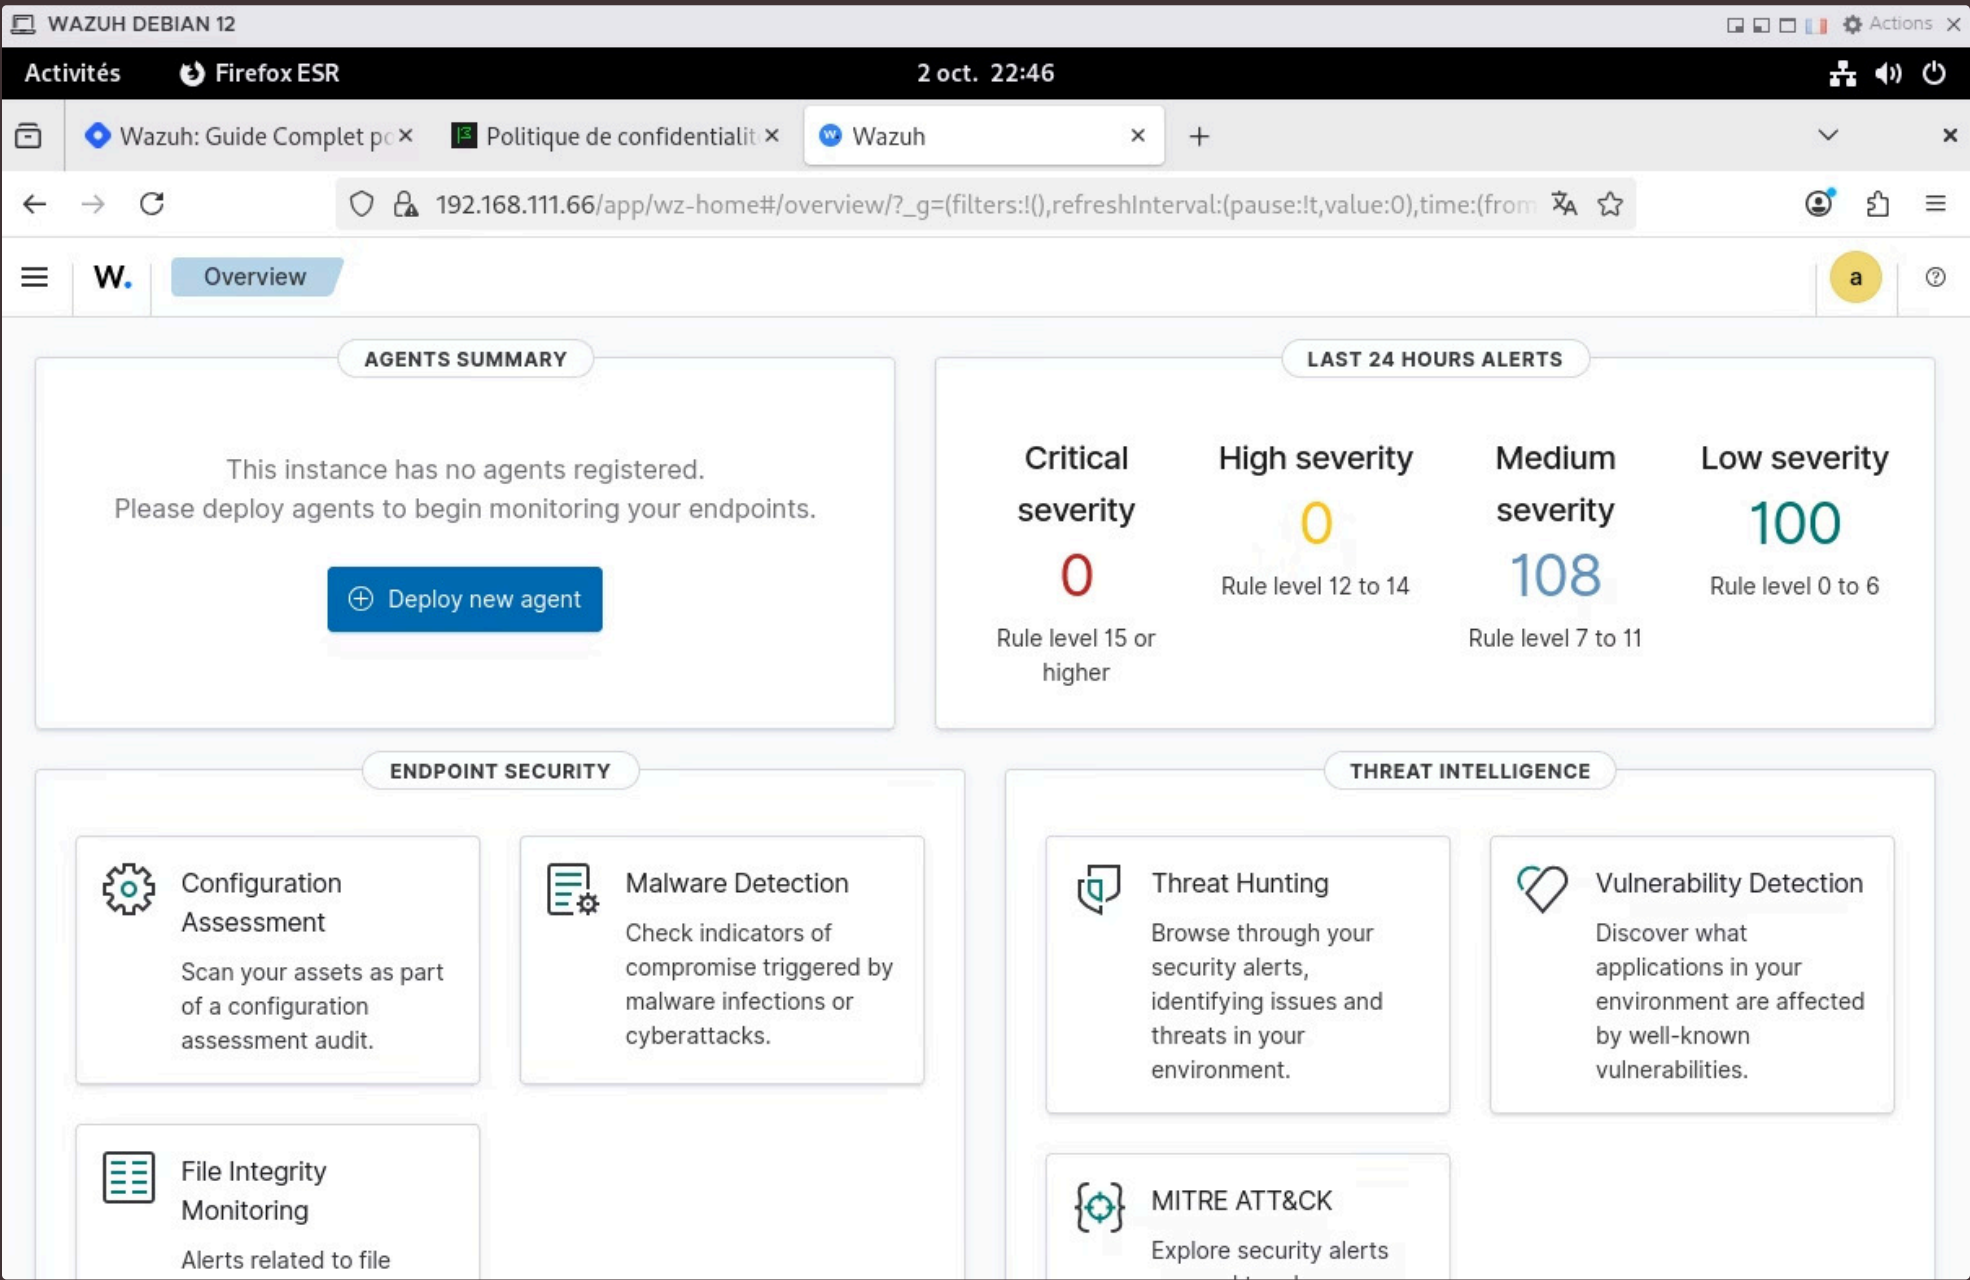 WAZUH DEBIAN 12
Actions
Activités
Firefox ESR
2 oct. 22:46
Wazuh: Guide Complet po
Politique de confidentialit
Wazuh
192.168.111.66/app/wz-home#/overview/?_g=(filters:!(),refreshInterval:(pause:!t,value:0),time:(from
W.
Overview
a
AGENTS SUMMARY
This instance has no agents registered.
Please deploy agents to begin monitoring your endpoints.
Deploy new agent
LAST 24 HOURS ALERTS
Critical
severity
0
Rule level 15 or
higher
High severity
0
Rule level 12 to 14
Medium
severity
108
Rule level 7 to 11
Low severity
100
Rule level 0 to 6
ENDPOINT SECURITY
Configuration
Assessment
Scan your assets as part
of a configuration
assessment audit.
Malware Detection
Check indicators of
compromise triggered by
malware infections or
cyberattacks.
File Integrity
Monitoring
Alerts related to file
THREAT INTELLIGENCE
Threat Hunting
Browse through your
security alerts,
identifying issues and
threats in your
environment.
Vulnerability Detection
Discover what
applications in your
environment are affected
by well-known
vulnerabilities.
MITRE ATT&CK
Explore security alerts